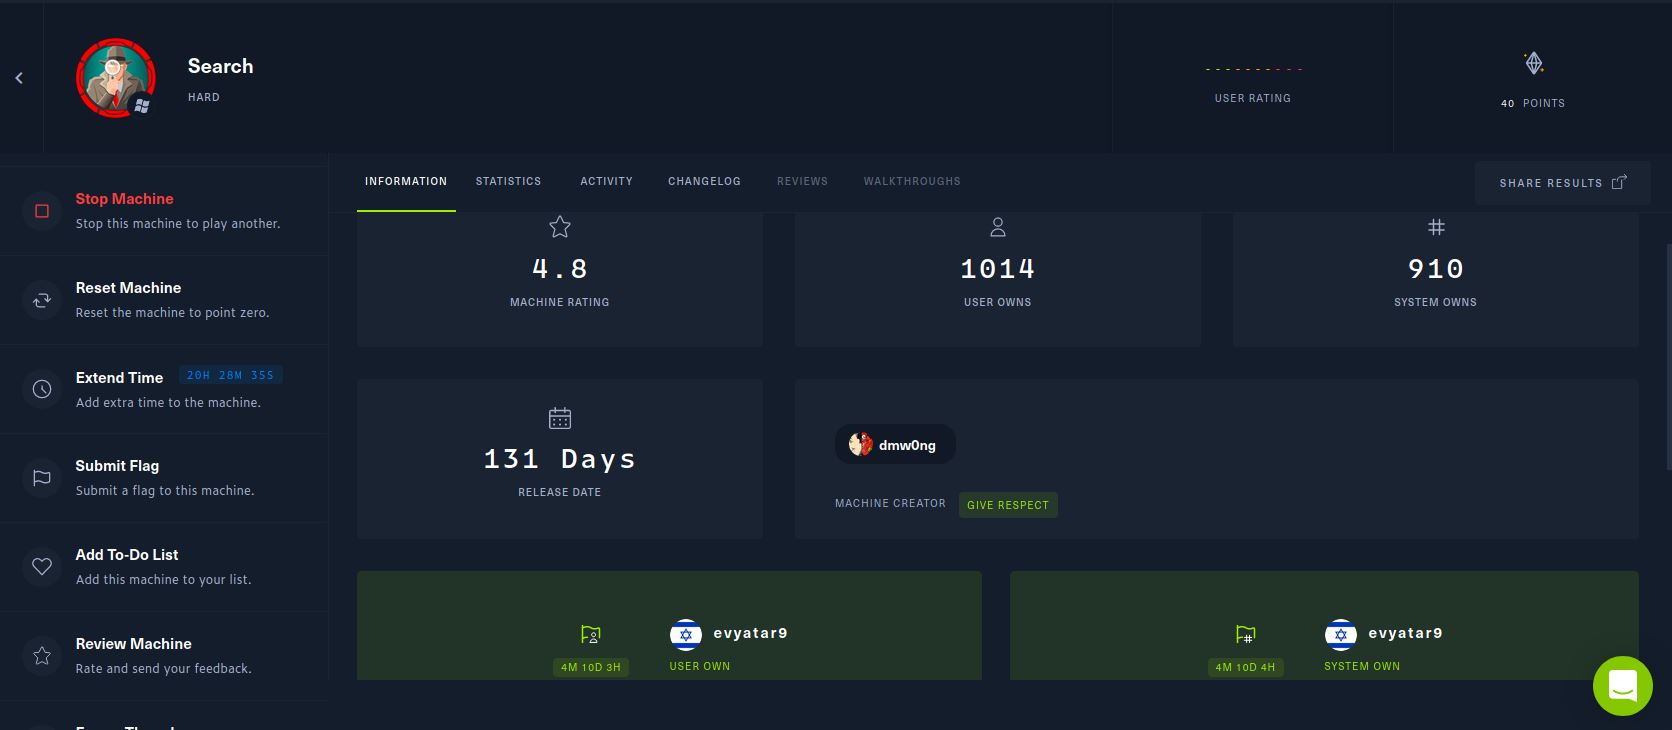 Search
HARD
USER RATING
40 POINTS
Stop Machine
Stop this machine to play another.
Reset Machine
Reset the machine to point zero.
Extend Time 20H 28M 35S
Add extra time to the machine.
Submit Flag
Submit a flag to this machine.
Add To-Do List
Add this machine to your list.
Review Machine
Rate and send your feedback.
INFORMATION STATISTICS ACTIVITY CHANGELOG REVIEWS WALKTHROUGHS
SHARE RESULTS
4.8
MACHINE RATING
1014
USER OWNS
910
SYSTEM OWNS
131 Days
RELEASE DATE
dmw0ng
MACHINE CREATOR GIVE RESPECT
evyatar9
4M 10D 3H USER OWN
evyatar9
4M 10D 4H SYSTEM OWN